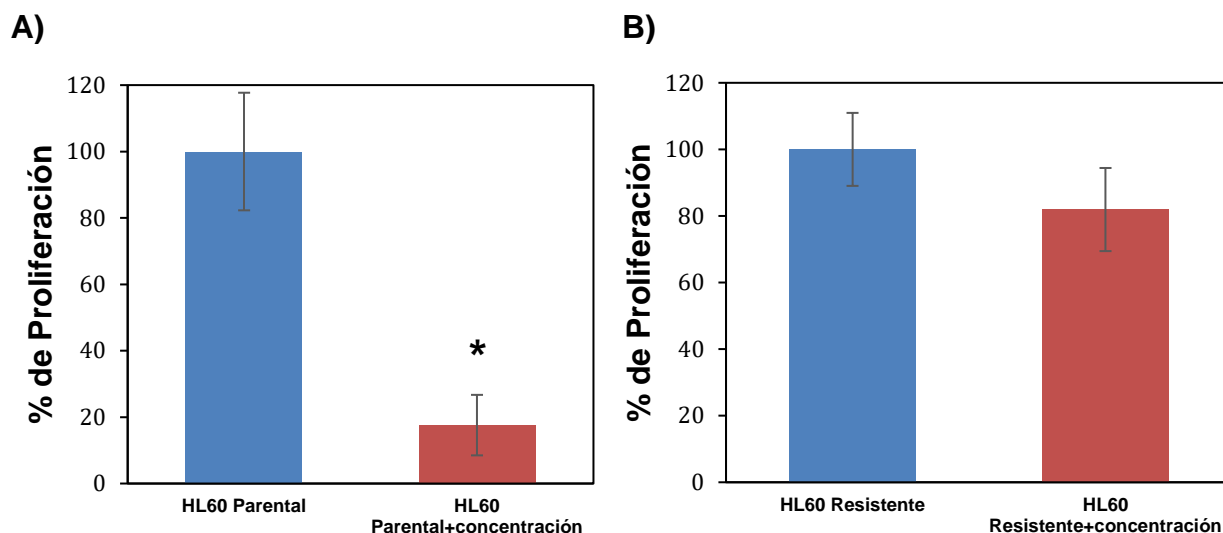 A)
% de Proliferación
120
100
80
60
40
20
0
*
HL60 Parental
HL60
Parental+concentración
B)
% de Proliferación
120
100
80
60
40
20
0
HL60 Resistente
HL60
Resistente+concentración